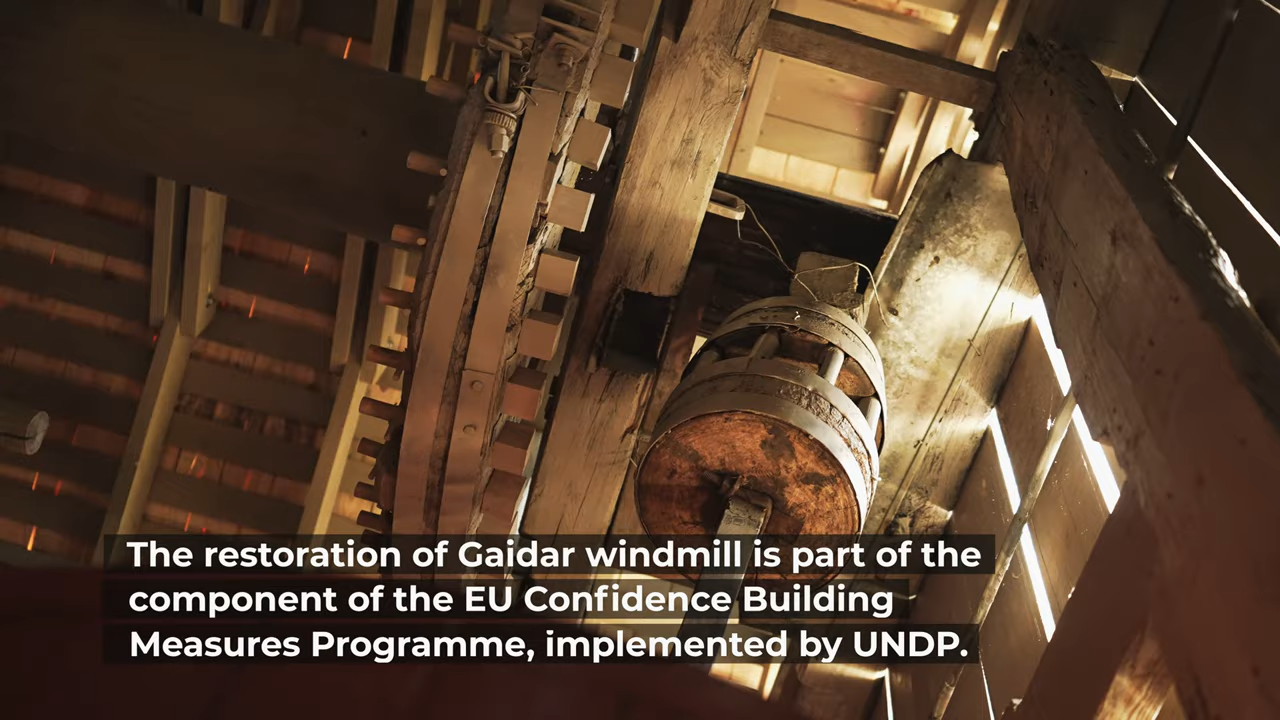 The restoration of Gaidar windmill is part of the
component of the EU Confidence Building
Measures Programme, implemented by UNDP.